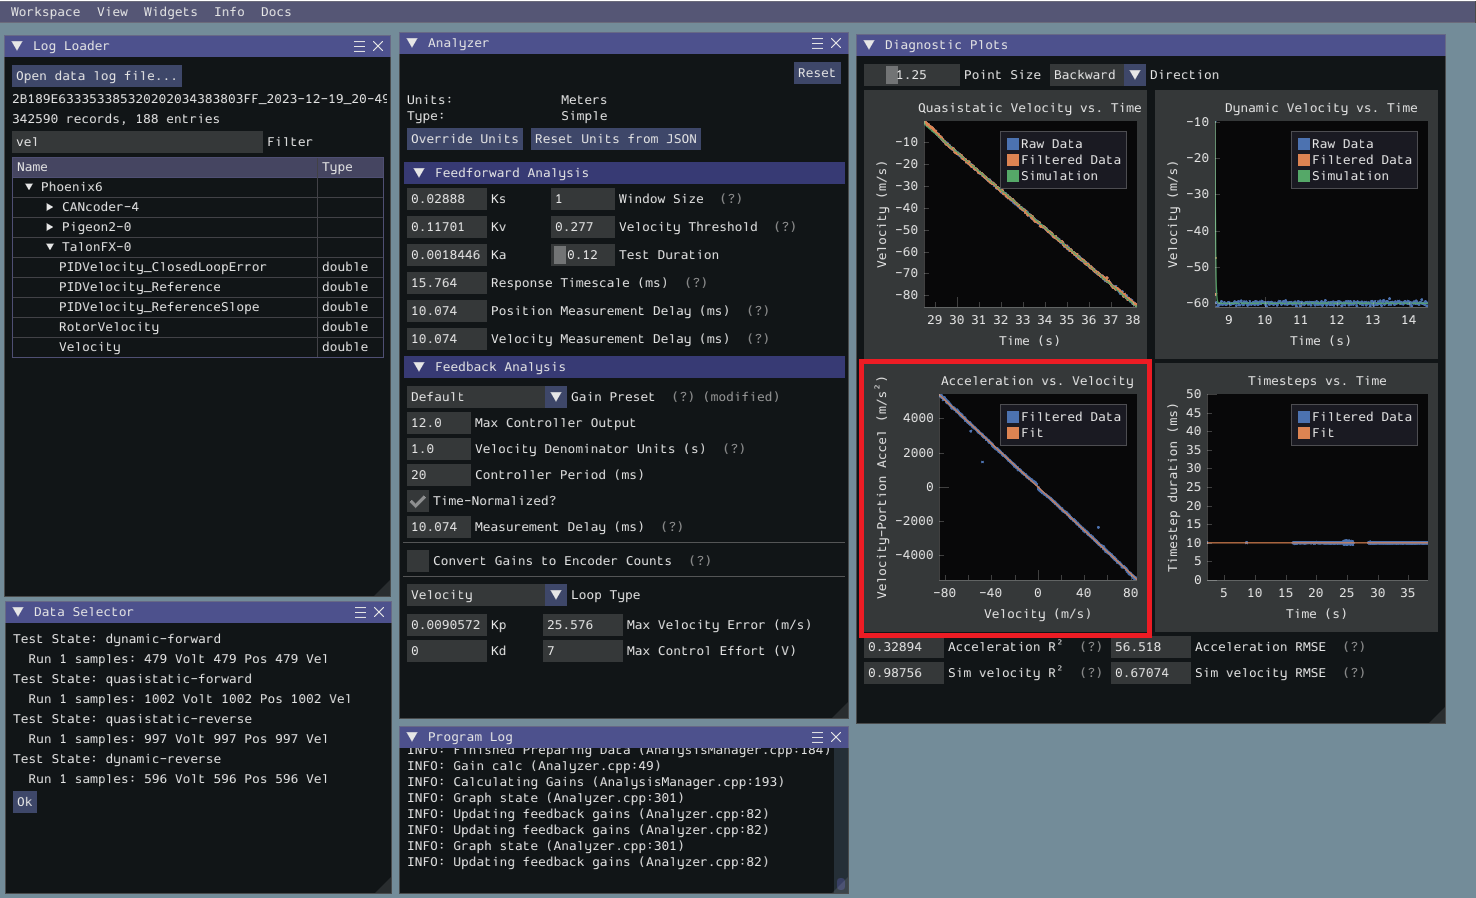 Workspace View Widgets Info Docs
Log Loader
Open data log file...
2B189E6333533853202020343838​03FF_2023-12-19_20-49
342590 records, 188 entries
vel Filter
Name Type
Phoenix6
CANcoder-4
Pigeon2-0
TalonFX-0
PIDVelocity_ClosedLoopError double
PIDVelocity_Reference double
PIDVelocity_ReferenceSlope double
RotorVelocity double
Velocity double
Data Selector
Test State: dynamic-forward
Run 1 samples: 479 Volt 479 Pos 479 Vel
Test State: quasistatic-forward
Run 1 samples: 1002 Volt 1002 Pos 1002 Vel
Test State: quasistatic-reverse
Run 1 samples: 997 Volt 997 Pos 997 Vel
Test State: dynamic-reverse
Run 1 samples: 596 Volt 596 Pos 596 Vel
Ok
Analyzer
Reset
Units: Meters
Type: Simple
Override Units Reset Units from JSON
Feedforward Analysis
0.02888 Ks 1 Window Size (?)
0.11701 Kv 0.277 Velocity Threshold (?)
0.0018446 Ka 0.12 Test Duration
15.764 Response Timescale (ms) (?)
10.074 Position Measurement Delay (ms) (?)
10.074 Velocity Measurement Delay (ms) (?)
Feedback Analysis
Default Gain Preset (?) (modified)
12.0 Max Controller Output
1.0 Velocity Denominator Units (s) (?)
20 Controller Period (ms)
Time-Normalized?
10.074 Measurement Delay (ms) (?)
Convert Gains to Encoder Counts (?)
Velocity Loop Type
0.0090572 Kp 25.576 Max Velocity Error (m/s)
0 Kd 7 Max Control Effort (V)
Program Log
INFO: Finished Preparing Data (AnalysisManager.cpp:184)
INFO: Gain calc (Analyzer.cpp:49)
INFO: Calculating Gains (AnalysisManager.cpp:193)
INFO: Graph state (Analyzer.cpp:301)
INFO: Updating feedback gains (Analyzer.cpp:82)
INFO: Updating feedback gains (Analyzer.cpp:82)
INFO: Graph state (Analyzer.cpp:301)
INFO: Updating feedback gains (Analyzer.cpp:82)
Diagnostic Plots
1.25 Point Size Backward Direction
Quasistatic Velocity vs. Time
Velocity (m/s)
-10
-20
-30
-40
-50
-60
-70
-80
Raw Data
Filtered Data
Simulation
29 30 31 32 33 34 35 36 37 38
Time (s)
Dynamic Velocity vs. Time
Velocity (m/s)
-10
-20
-30
-40
-50
-60
Raw Data
Filtered Data
Simulation
9 10 11 12 13 14
Time (s)
Acceleration vs. Velocity
Velocity-Portion Accel (m/s²)
4000
2000
0
-2000
-4000
Filtered Data
Fit
-80 -40 0 40 80
Velocity (m/s)
Timesteps vs. Time
Timestep duration (ms)
50
45
40
35
30
25
20
15
10
5
0
Filtered Data
Fit
5 10 15 20 25 30 35
Time (s)
0.32894 Acceleration R² (?) 56.518 Acceleration RMSE (?)
0.98756 Sim velocity R² (?) 0.67074 Sim velocity RMSE (?)